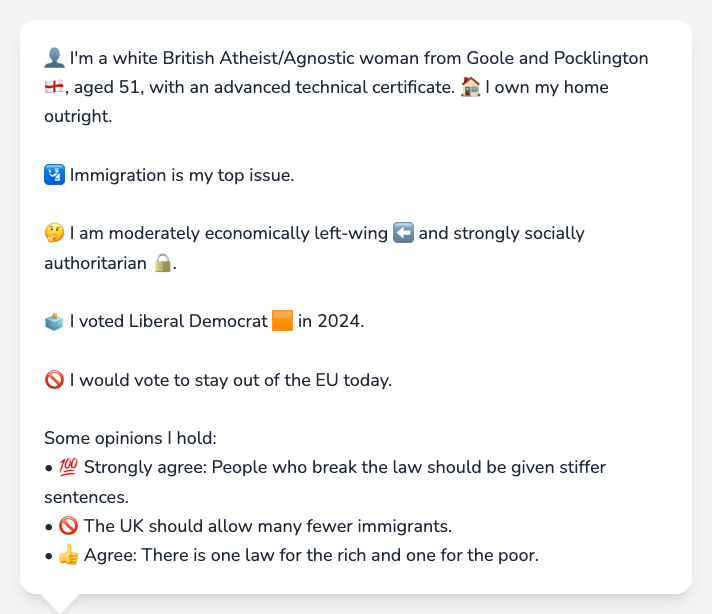 👤 I'm a white British Atheist/Agnostic woman from Goole and Pocklington
🏴󠁧󠁢󠁥󠁮󠁧󠁿, aged 51, with an advanced technical certificate. 🏠 I own my home
outright.
🛂 Immigration is my top issue.
🤔 I am moderately economically left-wing ⬅️ and strongly socially
authoritarian 🔒.
🗳️ I voted Liberal Democrat 🟧 in 2024.
🚫 I would vote to stay out of the EU today.
Some opinions I hold:
• 💯 Strongly agree: People who break the law should be given stiffer
sentences.
• 🚫 The UK should allow many fewer immigrants.
• 👍 Agree: There is one law for the rich and one for the poor.